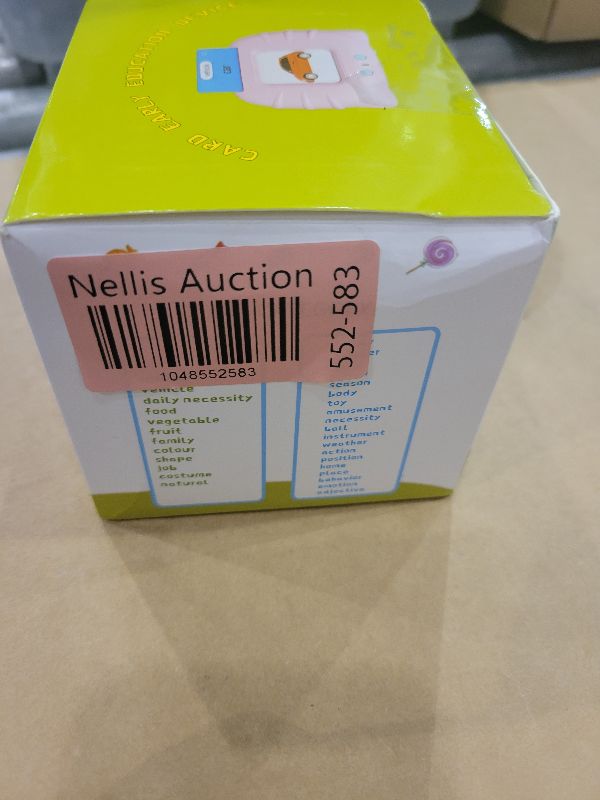 CARD EARLY EDUCATION DEVICE
Nellis Auction
1048552583
552-583
vehicle
daily necessity
food
vegetable
fruit
family
colour
shape
job
costume
natural
season
body
toy
amusement
necessity
ball
instrument
weather
action
position
home
place
behavior
emotion
adjective